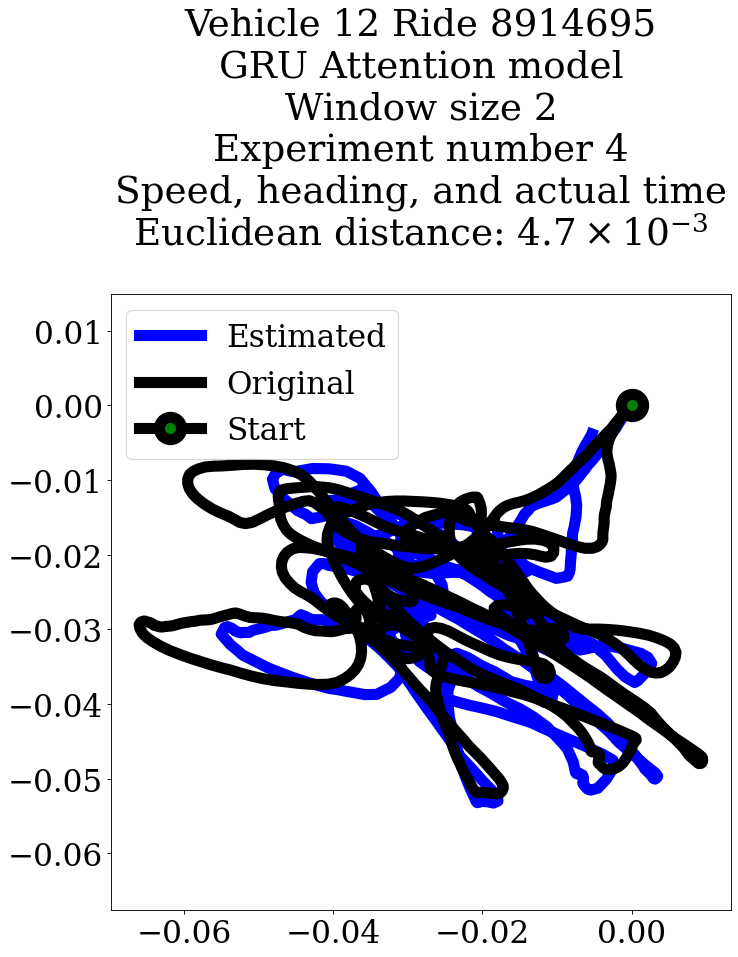 Vehicle 12 Ride 8914695
GRU Attention model
Window size 2
Experiment number 4
Speed, heading, and actual time
Euclidean distance: 4.7 × 10⁻³
Estimated
Original
Start
0.01
0.00
−0.01
−0.02
−0.03
−0.04
−0.05
−0.06
−0.06 −0.04 −0.02 0.00